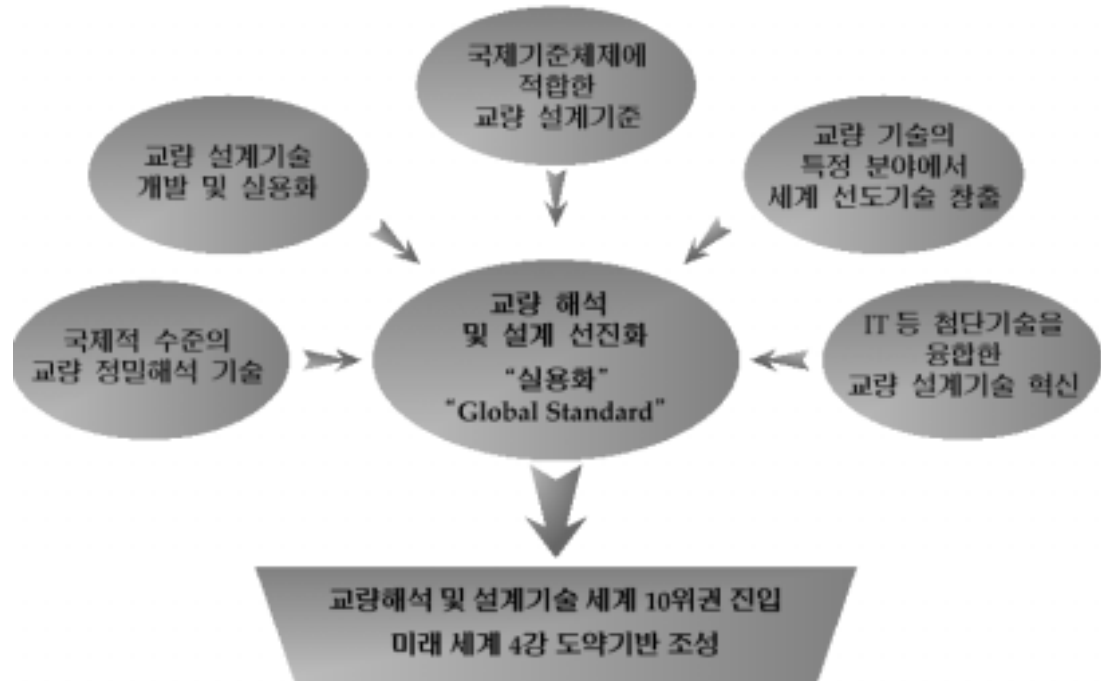 국제기준체제에
적합한
교량 설계기준
교량 설계기술
개발 및 실용화
교량 기술의
특정 분야에서
세계 선도기술 창출
국제적 수준의
교량 정밀해석 기술
교량 해석
및 설계 선진화
“실용화”
“Global Standard”
IT 등 첨단기술을
융합한
교량 설계기술 혁신
교량해석 및 설계기술 세계 10위권 진입
미래 세계 4강 도약기반 조성